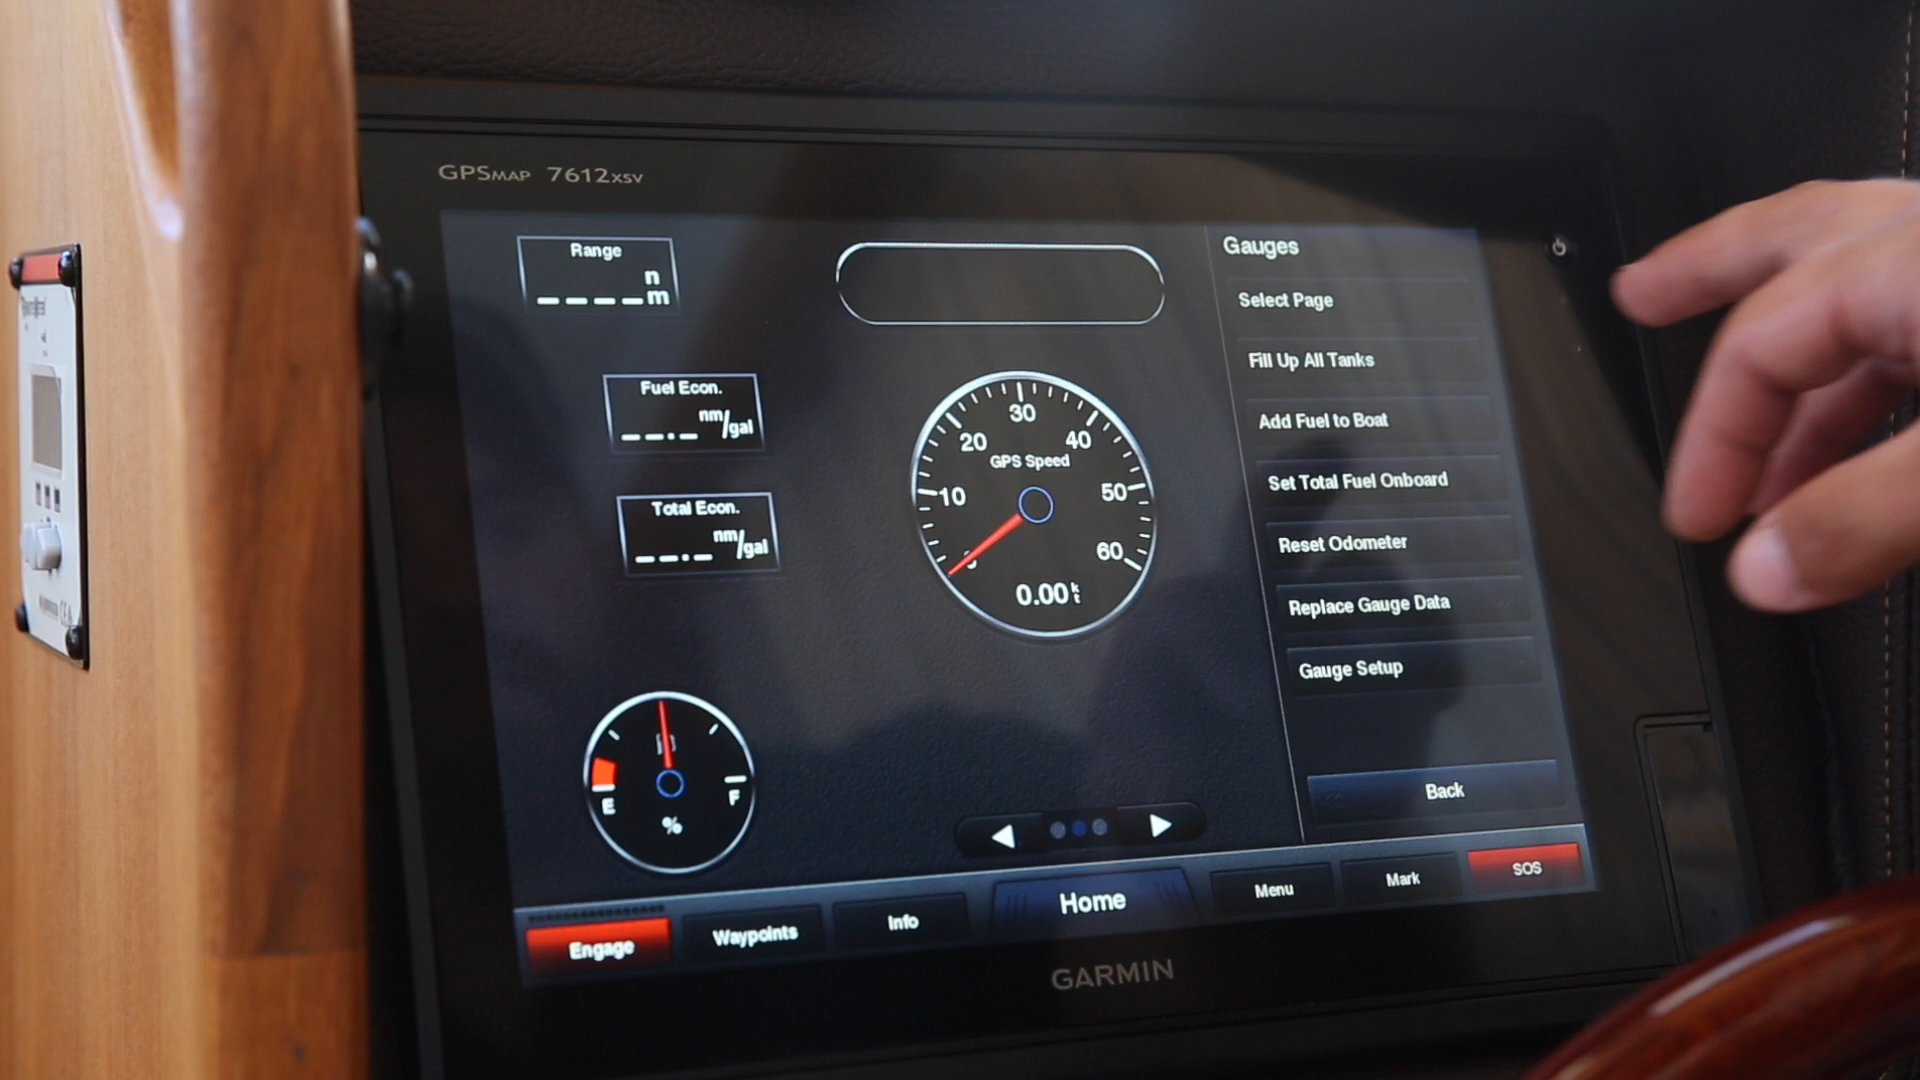 GPSMAP 7612xsv
Range
n
----m
Fuel Econ.
--.- nm/gal
Total Econ.
--.- nm/gal
30
20 40
GPS Speed
10 50
60
0.00 kt
E F
%
Gauges
Select Page
Fill Up All Tanks
Add Fuel to Boat
Set Total Fuel Onboard
Reset Odometer
Replace Gauge Data
Gauge Setup
Back
Engage Waypoints Info Home Menu Mark SOS
GARMIN